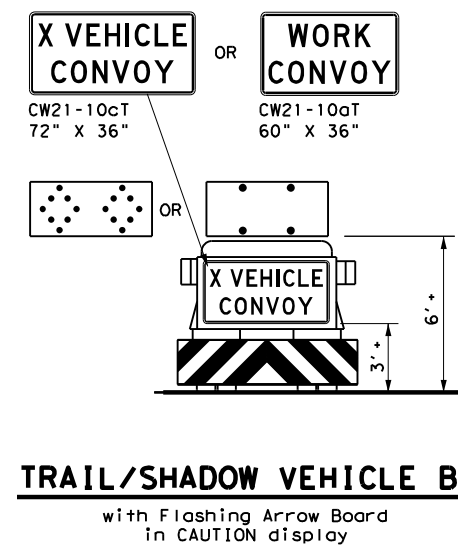 X VEHICLE
CONVOY
OR
WORK
CONVOY
CW21-10cT
72" X 36"
CW21-10aT
60" X 36"
OR
X VEHICLE
CONVOY
6' +
3' +
TRAIL/SHADOW VEHICLE B
with Flashing Arrow Board
in CAUTION display